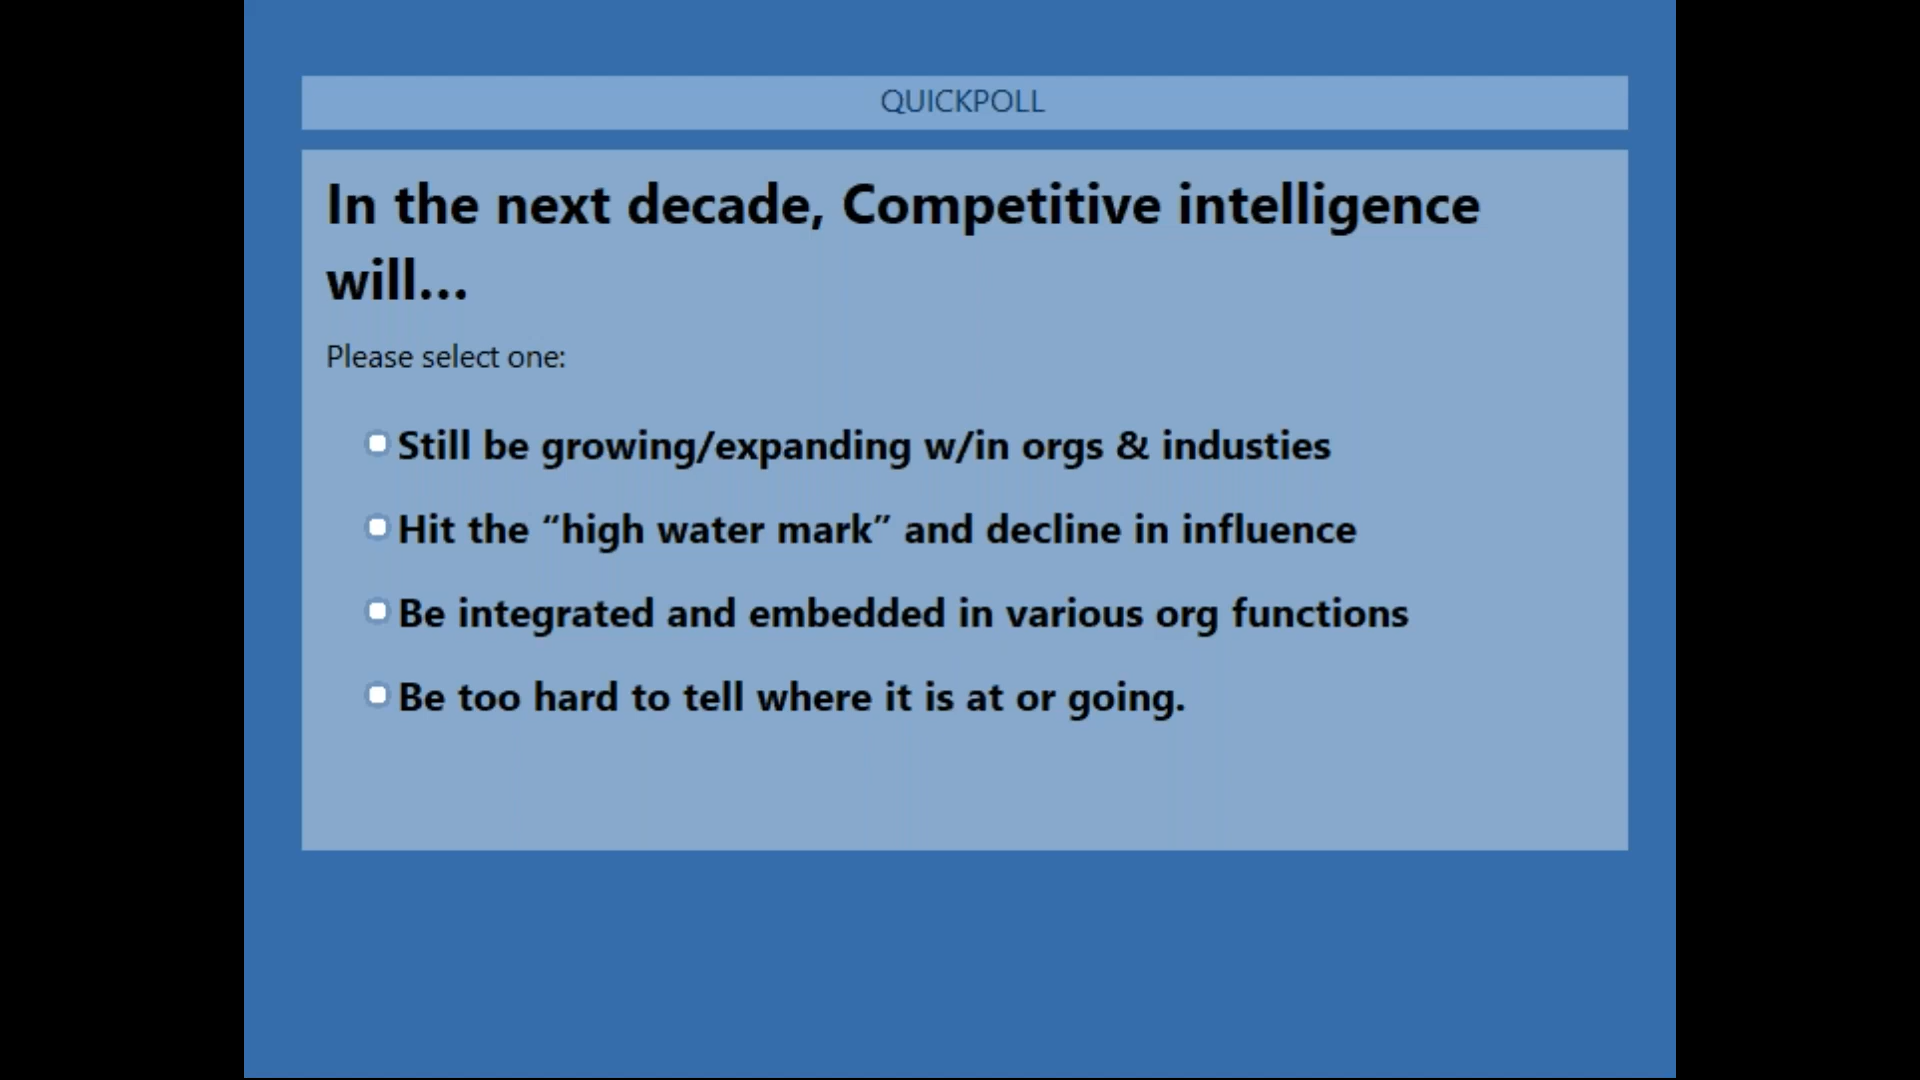 QUICKPOLL
In the next decade, Competitive intelligence
will...
Please select one:
Still be growing/expanding w/in orgs & industies
Hit the “high water mark” and decline in influence
Be integrated and embedded in various org functions
Be too hard to tell where it is at or going.